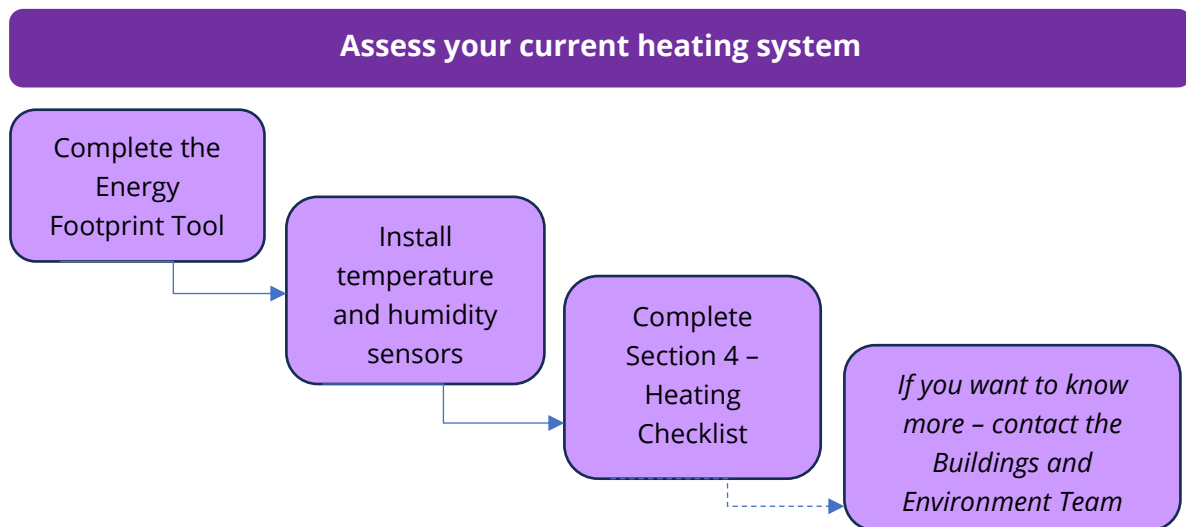 Assess your current heating system
Complete the
Energy
Footprint Tool
Install
temperature
and humidity
sensors
Complete
Section 4 –
Heating
Checklist
If you want to know
more – contact the
Buildings and
Environment Team